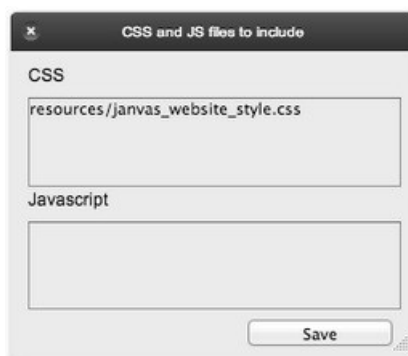 CSS and JS files to include
CSS
resources/janvas_website_style.css
Javascript
Save